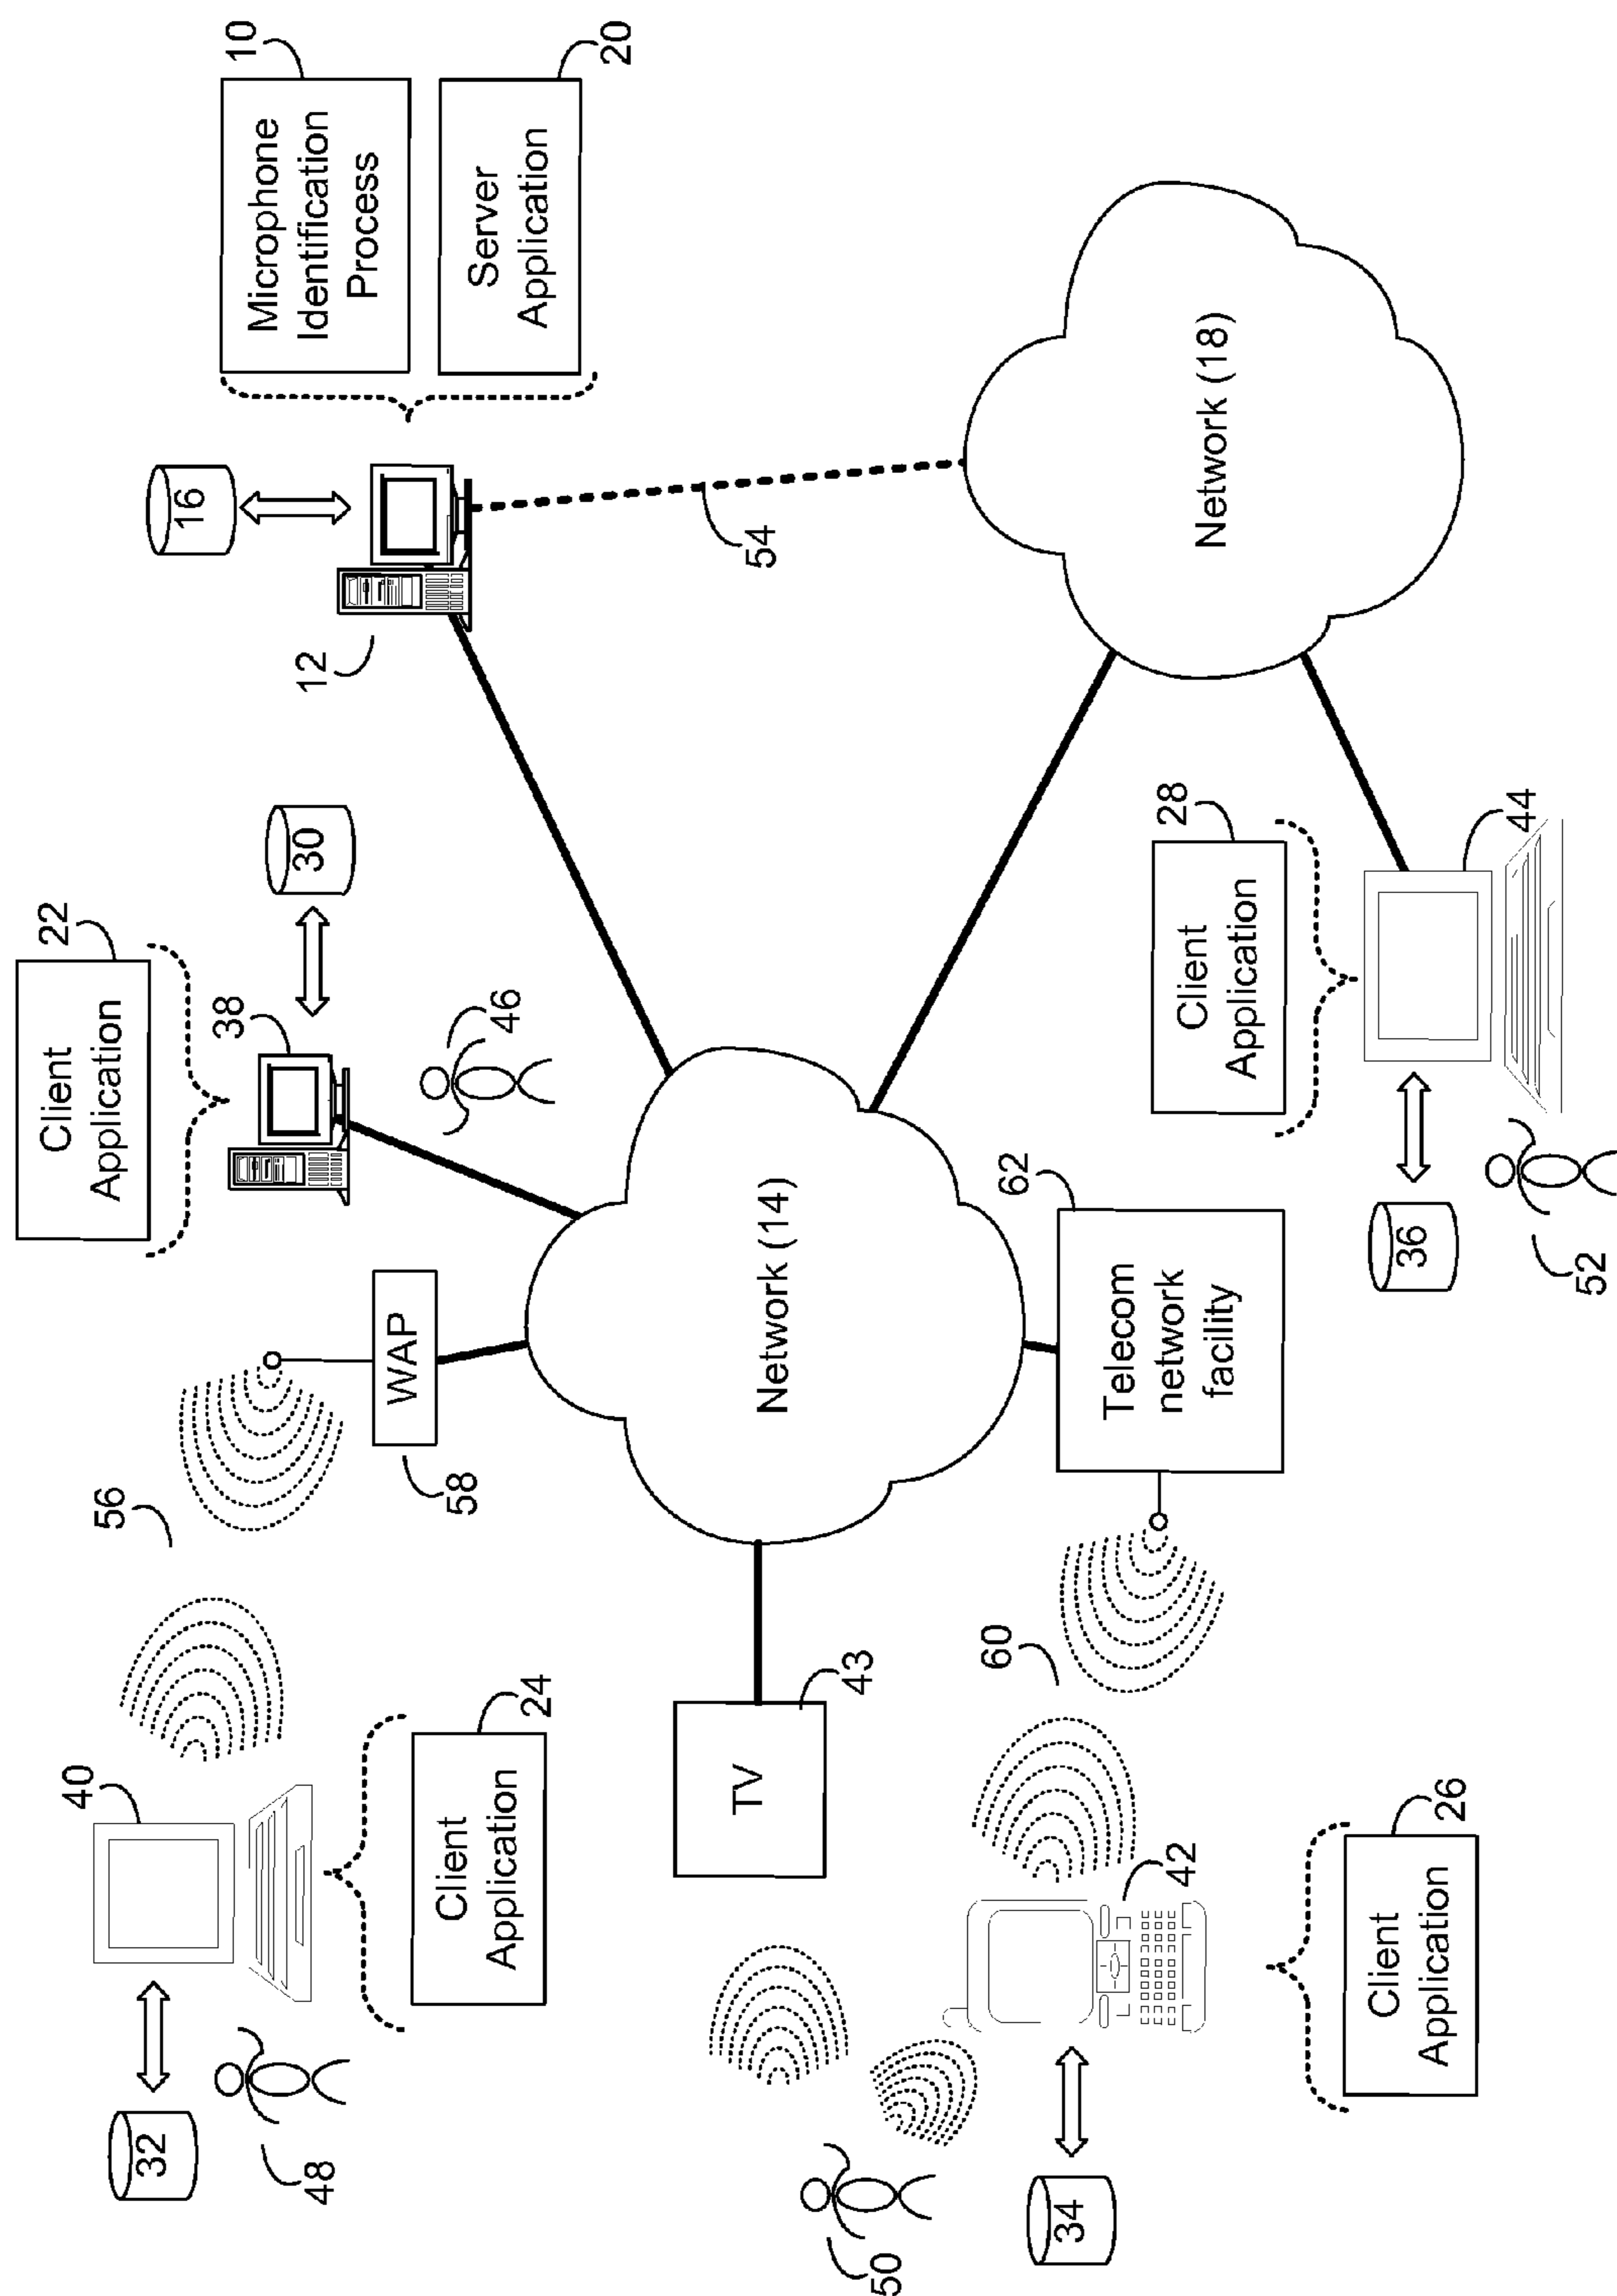 32
48
40
Client
Application
24
56
WAP
58
Client
Application
22
38
30
46
16
12
Microphone
Identification
Process
10
Server
Application
20
54
TV
43
Network (14)
Network (18)
50
34
42
60
Client
Application
26
Telecom
network
facility
62
Client
Application
28
36
52
44